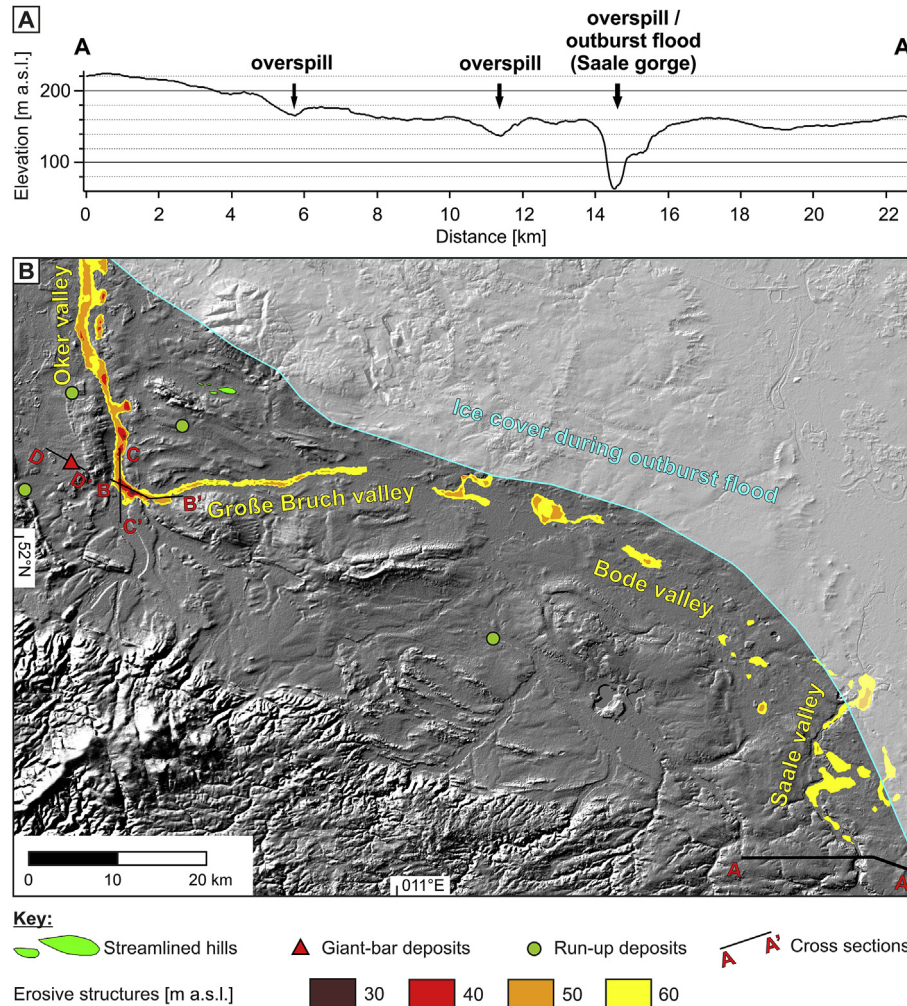 A
A
A
overspill
overspill
overspill /
outburst flood
(Saale gorge)
Elevation [m a.s.l.]
200
100
0
2
4
6
8
10
12
14
16
18
20
22
Distance [km]
B
Oker valley
Ice cover during outburst flood
D
D'
C
B
B'
C'
Große Bruch valley
52°N
Bode valley
Saale valley
A
A
0
10
20 km
011°E
Key:
Streamlined hills
Giant-bar deposits
Run-up deposits
A
A'
Cross sections
Erosive structures [m a.s.l.]
30
40
50
60